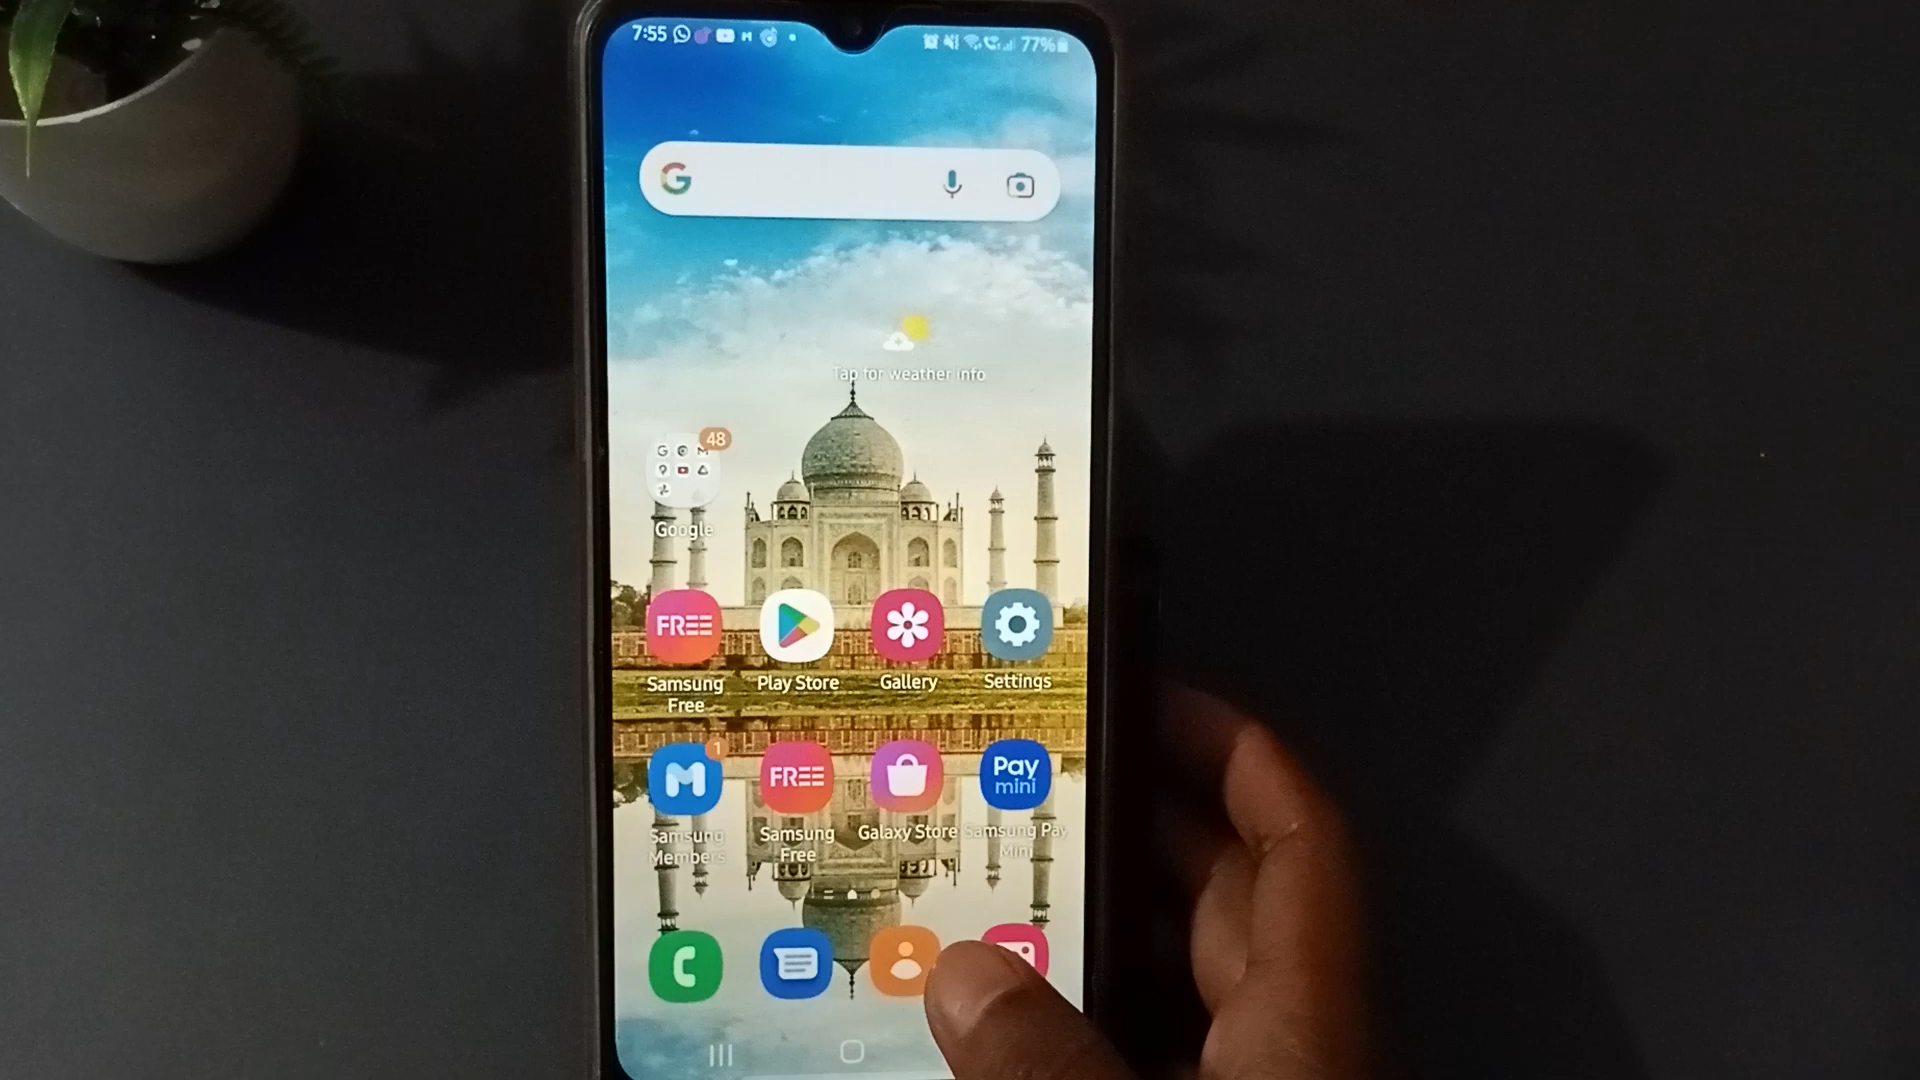 7:55
77%
Tap for weather info
48
Google
FREE
Samsung
Free
Play Store
Gallery
Settings
1
Samsung
Members
FREE
Samsung
Free
Galaxy Store
Pay
mini
Samsung Pay
Mini